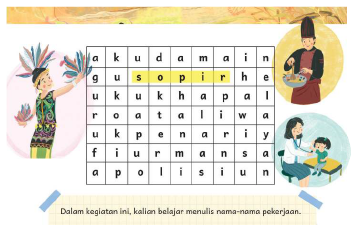 a k u d a m a i n
g u s o p i r h e
u k u k h a p a l
r o a t a l i w a
u k p e n a r i y
f i u r m a n s a
a p o l i s i u n
Dalam kegiatan ini, kalian belajar menulis nama-nama pekerjaan.